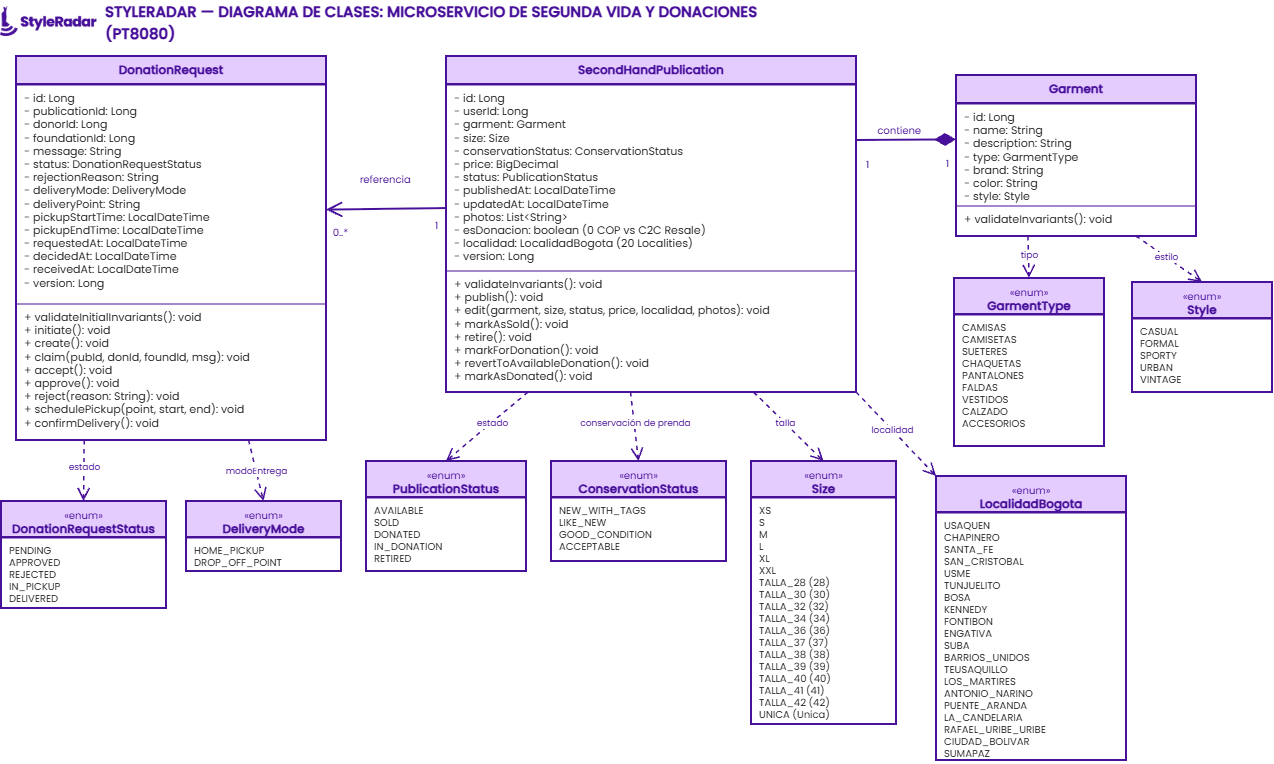 StyleRadar
STYLERADAR — DIAGRAMA DE CLASES: MICROSERVICIO DE SEGUNDA VIDA Y DONACIONES
(PT8080)
DonationRequest
- id: Long
- publicationId: Long
- donorId: Long
- foundationId: Long
- message: String
- status: DonationRequestStatus
- rejectionReason: String
- deliveryMode: DeliveryMode
- deliveryPoint: String
- pickupStartTime: LocalDateTime
- pickupEndTime: LocalDateTime
- requestedAt: LocalDateTime
- decidedAt: LocalDateTime
- receivedAt: LocalDateTime
- version: Long
+ validateInitialInvariants(): void
+ initiate(): void
+ create(): void
+ claim(pubId, donId, foundId, msg): void
+ accept(): void
+ approve(): void
+ reject(reason: String): void
+ schedulePickup(point, start, end): void
+ confirmDelivery(): void
referencia
0..*
1
SecondHandPublication
- id: Long
- userId: Long
- garment: Garment
- size: Size
- conservationStatus: ConservationStatus
- price: BigDecimal
- status: PublicationStatus
- publishedAt: LocalDateTime
- updatedAt: LocalDateTime
- photos: List<String>
- esDonacion: boolean (0 COP vs C2C Resale)
- localidad: LocalidadBogota (20 Localities)
- version: Long
+ validateInvariants(): void
+ publish(): void
+ edit(garment, size, status, price, localidad, photos): void
+ markAsSold(): void
+ retire(): void
+ markForDonation(): void
+ revertToAvailableDonation(): void
+ markAsDonated(): void
contiene
1
1
Garment
- id: Long
- name: String
- description: String
- type: GarmentType
- brand: String
- color: String
- style: Style
+ validateInvariants(): void
tipo
estilo
«enum»
GarmentType
CAMISAS
CAMISETAS
SUETERES
CHAQUETAS
PANTALONES
FALDAS
VESTIDOS
CALZADO
ACCESORIOS
«enum»
Style
CASUAL
FORMAL
SPORTY
URBAN
VINTAGE
estado
modoEntrega
estado
conservación de prenda
talla
localidad
«enum»
DonationRequestStatus
PENDING
APPROVED
REJECTED
IN_PICKUP
DELIVERED
«enum»
DeliveryMode
HOME_PICKUP
DROP_OFF_POINT
«enum»
PublicationStatus
AVAILABLE
SOLD
DONATED
IN_DONATION
RETIRED
«enum»
ConservationStatus
NEW_WITH_TAGS
LIKE_NEW
GOOD_CONDITION
ACCEPTABLE
«enum»
Size
XS
S
M
L
XL
XXL
TALLA_28 (28)
TALLA_30 (30)
TALLA_32 (32)
TALLA_34 (34)
TALLA_36 (36)
TALLA_37 (37)
TALLA_38 (38)
TALLA_39 (39)
TALLA_40 (40)
TALLA_41 (41)
TALLA_42 (42)
UNICA (Unica)
«enum»
LocalidadBogota
USAQUEN
CHAPINERO
SANTA_FE
SAN_CRISTOBAL
USME
TUNJUELITO
BOSA
KENNEDY
FONTIBON
ENGATIVA
SUBA
BARRIOS_UNIDOS
TEUSAQUILLO
LOS_MARTIRES
ANTONIO_NARINO
PUENTE_ARANDA
LA_CANDELARIA
RAFAEL_URIBE_URIBE
CIUDAD_BOLIVAR
SUMAPAZ